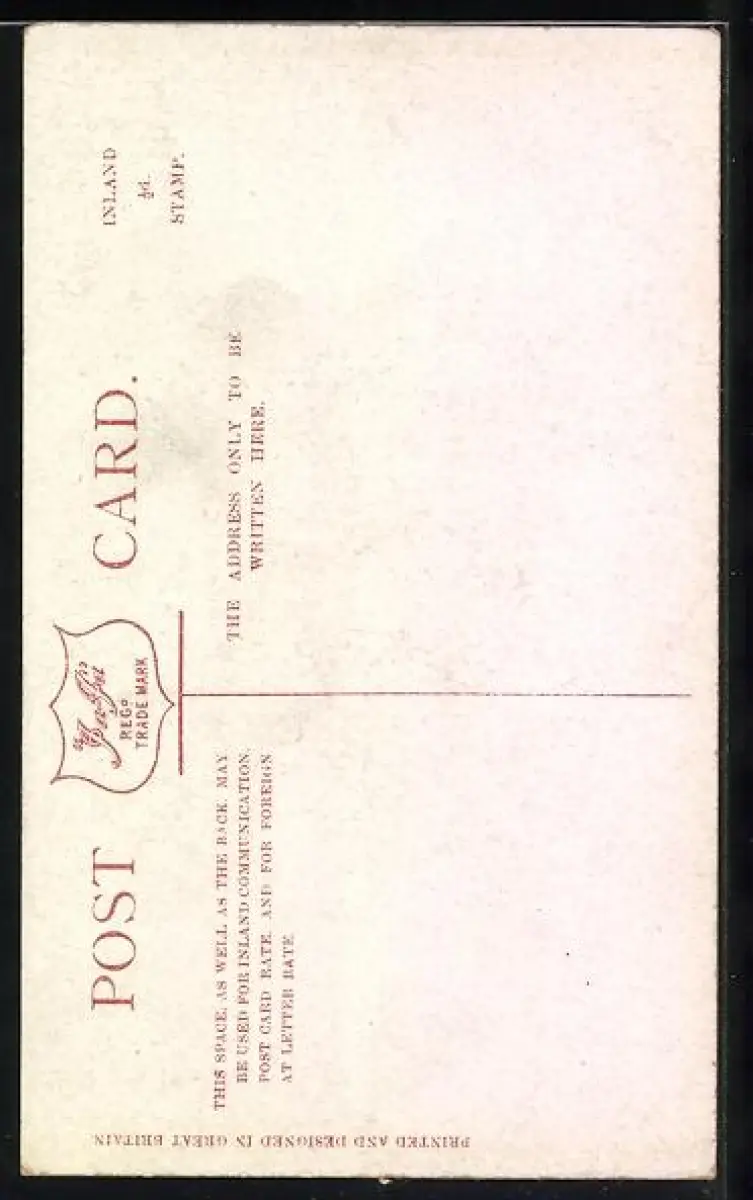 POST CARD.
REGD
TRADE MARK
INLAND
½d.
STAMP.
THIS SPACE, AS WELL AS THE BACK, MAY
BE USED FOR INLAND COMMUNICATION,
POST CARD RATE, AND FOR FOREIGN
AT LETTER RATE.
THE ADDRESS ONLY TO BE
WRITTEN HERE.
PRINTED AND DESIGNED IN GREAT BRITAIN.